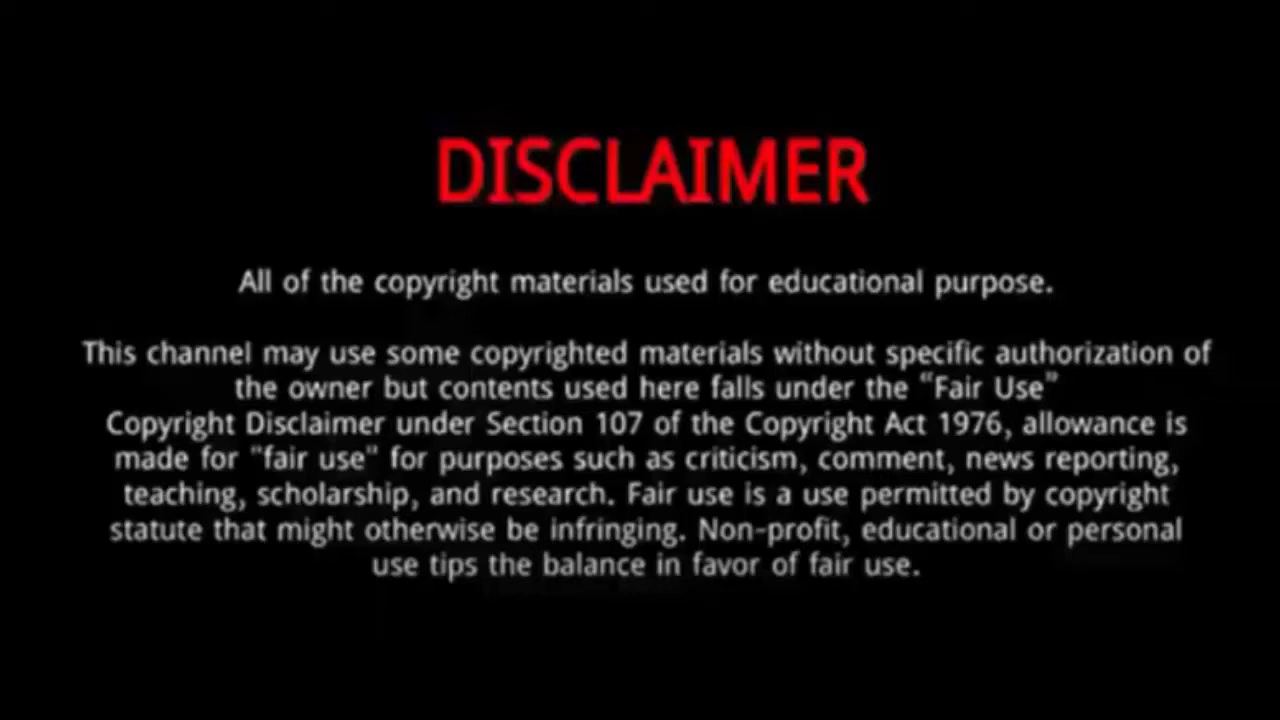 DISCLAIMER
All of the copyright materials used for educational purpose.
This channel may use some copyrighted materials without specific authorization of
the owner but contents used here falls under the “Fair Use”
Copyright Disclaimer under Section 107 of the Copyright Act 1976, allowance is
made for "fair use" for purposes such as criticism, comment, news reporting,
teaching, scholarship, and research. Fair use is a use permitted by copyright
statute that might otherwise be infringing. Non-profit, educational or personal
use tips the balance in favor of fair use.